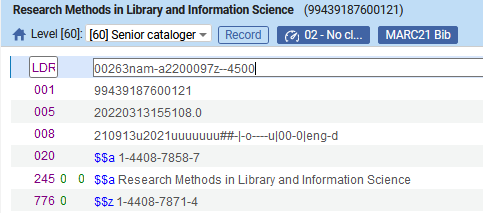 Research Methods in Library and Information Science (99439187600121)
Level [60]: [60] Senior cataloger Record 02 - No cl... MARC21 Bib
LDR 00263nam-a2200097z--4500
001 99439187600121
005 20220313155108.0
008 210913u2021uuuuuuu##-|-o----u|00-0|eng-d
020 $$a 1-4408-7858-7
245 0 0 $$a Research Methods in Library and Information Science
776 0 $$z 1-4408-7871-4